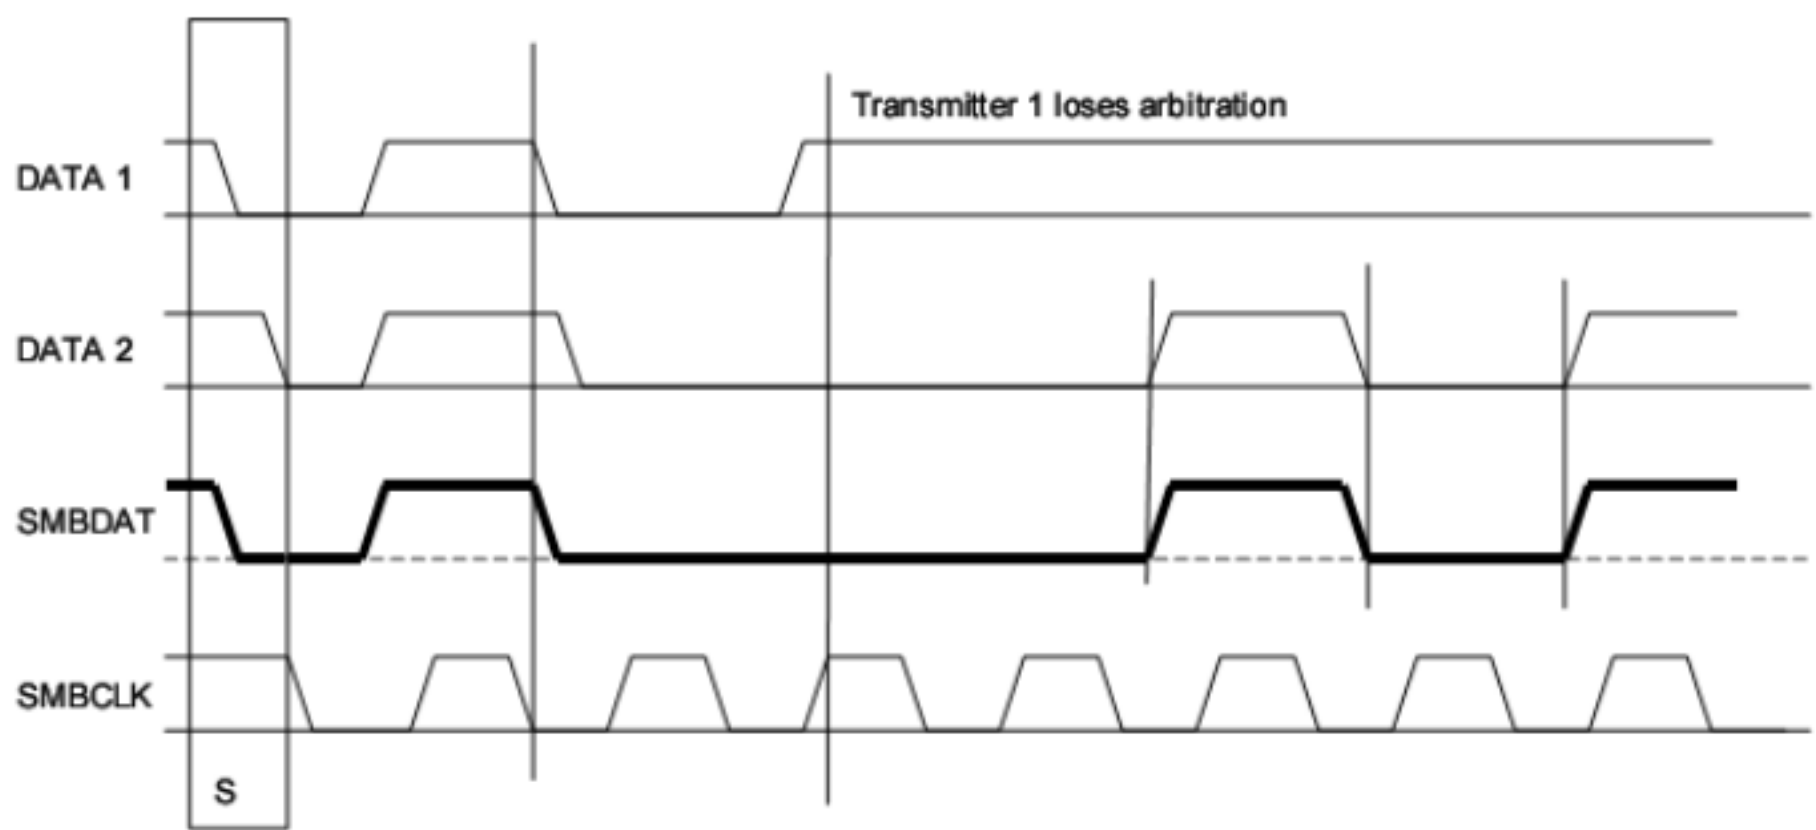 Transmitter 1 loses arbitration
DATA 1
DATA 2
SMBDAT
SMBCLK
S